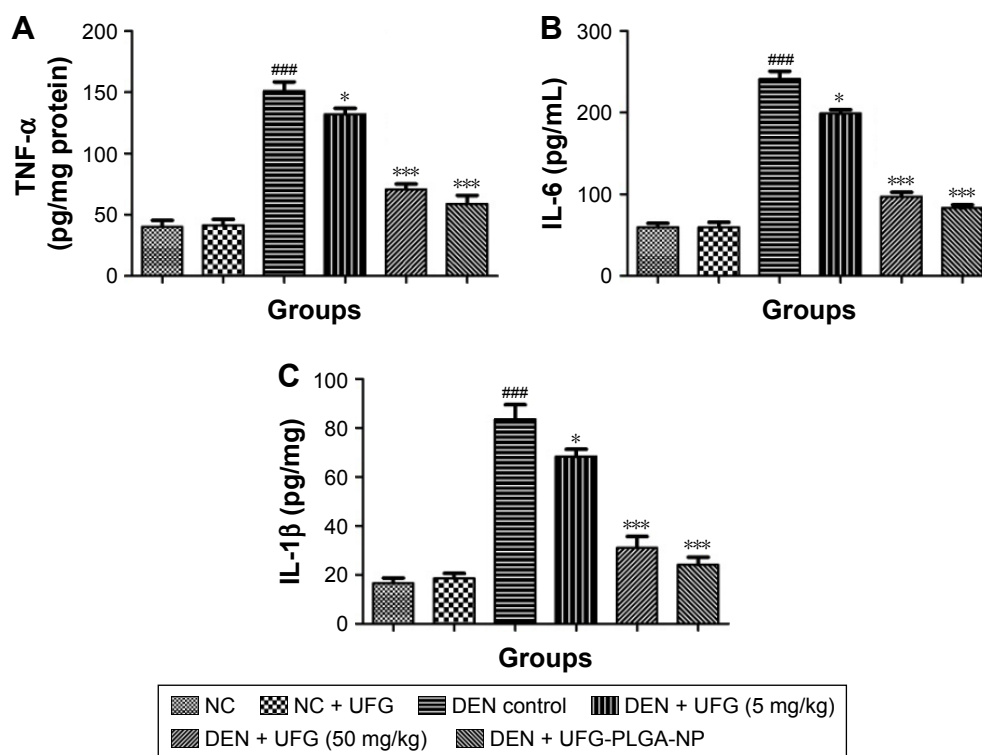 A
200
150
100
50
0
TNF-α
(pg/mg protein)
###
*
***
***
Groups
B
300
200
100
0
IL-6 (pg/mL)
###
*
***
***
Groups
C
100
80
60
40
20
0
IL-1β (pg/mg)
###
*
***
***
Groups
NC NC + UFG DEN control DEN + UFG (5 mg/kg)
DEN + UFG (50 mg/kg) DEN + UFG-PLGA-NP